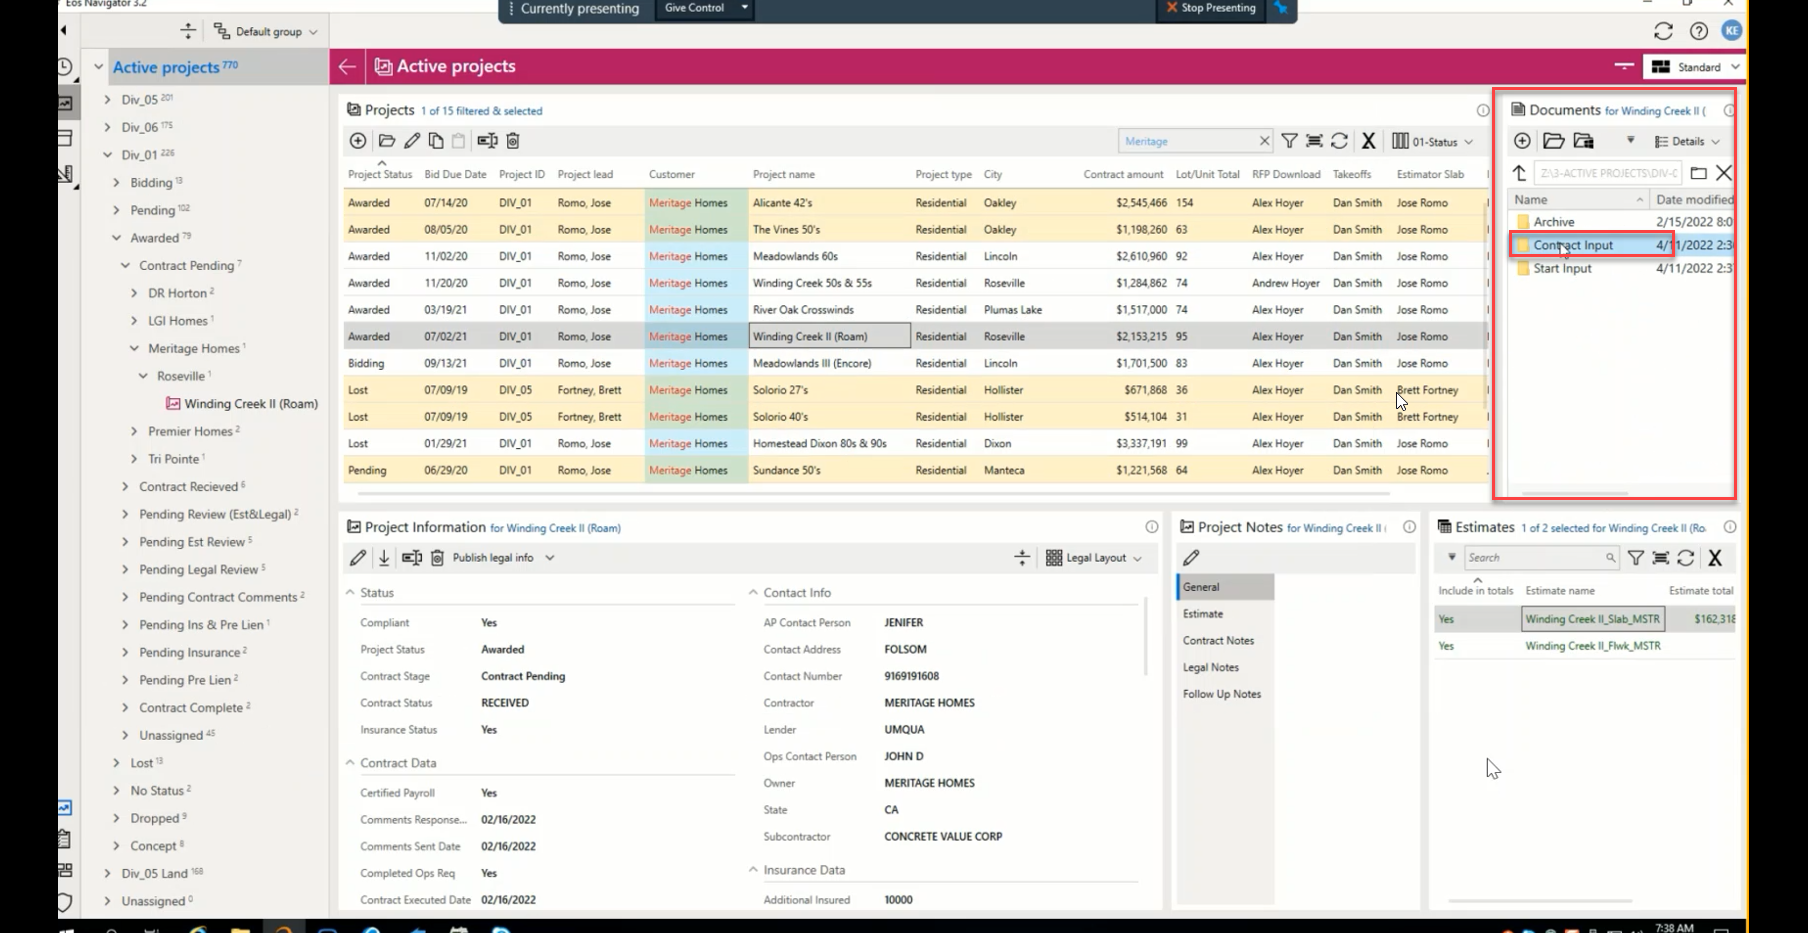 Eos Navigator 3.2
Currently presenting
Give Control
Stop Presenting
Default group
KE
Active projects 770
Div_05 201
Div_06 175
Div_01 226
Bidding 13
Pending 102
Awarded 79
Contract Pending 7
DR Horton 2
LGI Homes 1
Meritage Homes 1
Roseville 1
Winding Creek II (Roam)
Premier Homes 2
Tri Pointe 1
Contract Recieved 6
Pending Review (Est&Legal) 2
Pending Est Review 5
Pending Legal Review 5
Pending Contract Comments 2
Pending Ins & Pre Lien 1
Pending Insurance 2
Pending Pre Lien 2
Contract Complete 2
Unassigned 45
Lost 13
No Status 2
Dropped 9
Concept 8
Div_05 Land 168
Unassigned 0
Active projects
Standard
Projects 1 of 15 filtered & selected
Meritage
01-Status
Project Status Bid Due Date Project ID Project lead Customer Project name Project type City Contract amount Lot/Unit Total RFP Download Takeoffs Estimator Slab
Awarded 07/14/20 DIV_01 Romo, Jose Meritage Homes Alicante 42's Residential Oakley $2,545,466 154 Alex Hoyer Dan Smith Jose Romo
Awarded 08/05/20 DIV_01 Romo, Jose Meritage Homes The Vines 50's Residential Oakley $1,198,260 63 Alex Hoyer Dan Smith Jose Romo
Awarded 11/02/20 DIV_01 Romo, Jose Meritage Homes Meadowlands 60s Residential Lincoln $2,610,960 92 Alex Hoyer Dan Smith Jose Romo
Awarded 11/20/20 DIV_01 Romo, Jose Meritage Homes Winding Creek 50s & 55s Residential Roseville $1,284,862 74 Andrew Hoyer Dan Smith Jose Romo
Awarded 03/19/21 DIV_01 Romo, Jose Meritage Homes River Oak Crosswinds Residential Plumas Lake $1,517,000 74 Alex Hoyer Dan Smith Jose Romo
Awarded 07/02/21 DIV_01 Romo, Jose Meritage Homes Winding Creek II (Roam) Residential Roseville $2,153,215 95 Alex Hoyer Dan Smith Jose Romo
Bidding 09/13/21 DIV_01 Romo, Jose Meritage Homes Meadowlands III (Encore) Residential Lincoln $1,701,500 83 Alex Hoyer Dan Smith Jose Romo
Lost 07/09/19 DIV_05 Fortney, Brett Meritage Homes Solorio 27's Residential Hollister $671,868 36 Alex Hoyer Dan Smith Brett Fortney
Lost 07/09/19 DIV_05 Fortney, Brett Meritage Homes Solorio 40's Residential Hollister $514,104 31 Alex Hoyer Dan Smith Brett Fortney
Lost 01/29/21 DIV_01 Romo, Jose Meritage Homes Homestead Dixon 80s & 90s Residential Dixon $3,337,191 99 Alex Hoyer Dan Smith Jose Romo
Pending 06/29/20 DIV_01 Romo, Jose Meritage Homes Sundance 50's Residential Manteca $1,221,568 64 Alex Hoyer Dan Smith Jose Romo
Documents for Winding Creek II (
Details
Z:\3-ACTIVE PROJECTS\DIV-C
Name Date modified
Archive 2/15/2022 8:0
Contract Input 4/11/2022 2:3
Start Input 4/11/2022 2:3
Project Information for Winding Creek II (Roam)
Publish legal info
Legal Layout
Status
Compliant Yes
Project Status Awarded
Contract Stage Contract Pending
Contract Status RECEIVED
Insurance Status Yes
Contract Data
Certified Payroll Yes
Comments Response... 02/16/2022
Comments Sent Date 02/16/2022
Completed Ops Req Yes
Contract Executed Date 02/16/2022
Contact Info
AP Contact Person JENIFER
Contact Address FOLSOM
Contact Number 9169191608
Contractor MERITAGE HOMES
Lender UMQUA
Ops Contact Person JOHN D
Owner MERITAGE HOMES
State CA
Subcontractor CONCRETE VALUE CORP
Insurance Data
Additional Insured 10000
Project Notes for Winding Creek II (
General
Estimate
Contract Notes
Legal Notes
Follow Up Notes
Estimates 1 of 2 selected for Winding Creek II (Ro
Search
Include in totals Estimate name Estimate total
Yes Winding Creek II_Slab_MSTR $162,318
Yes Winding Creek II_Flwk_MSTR
7:38 AM